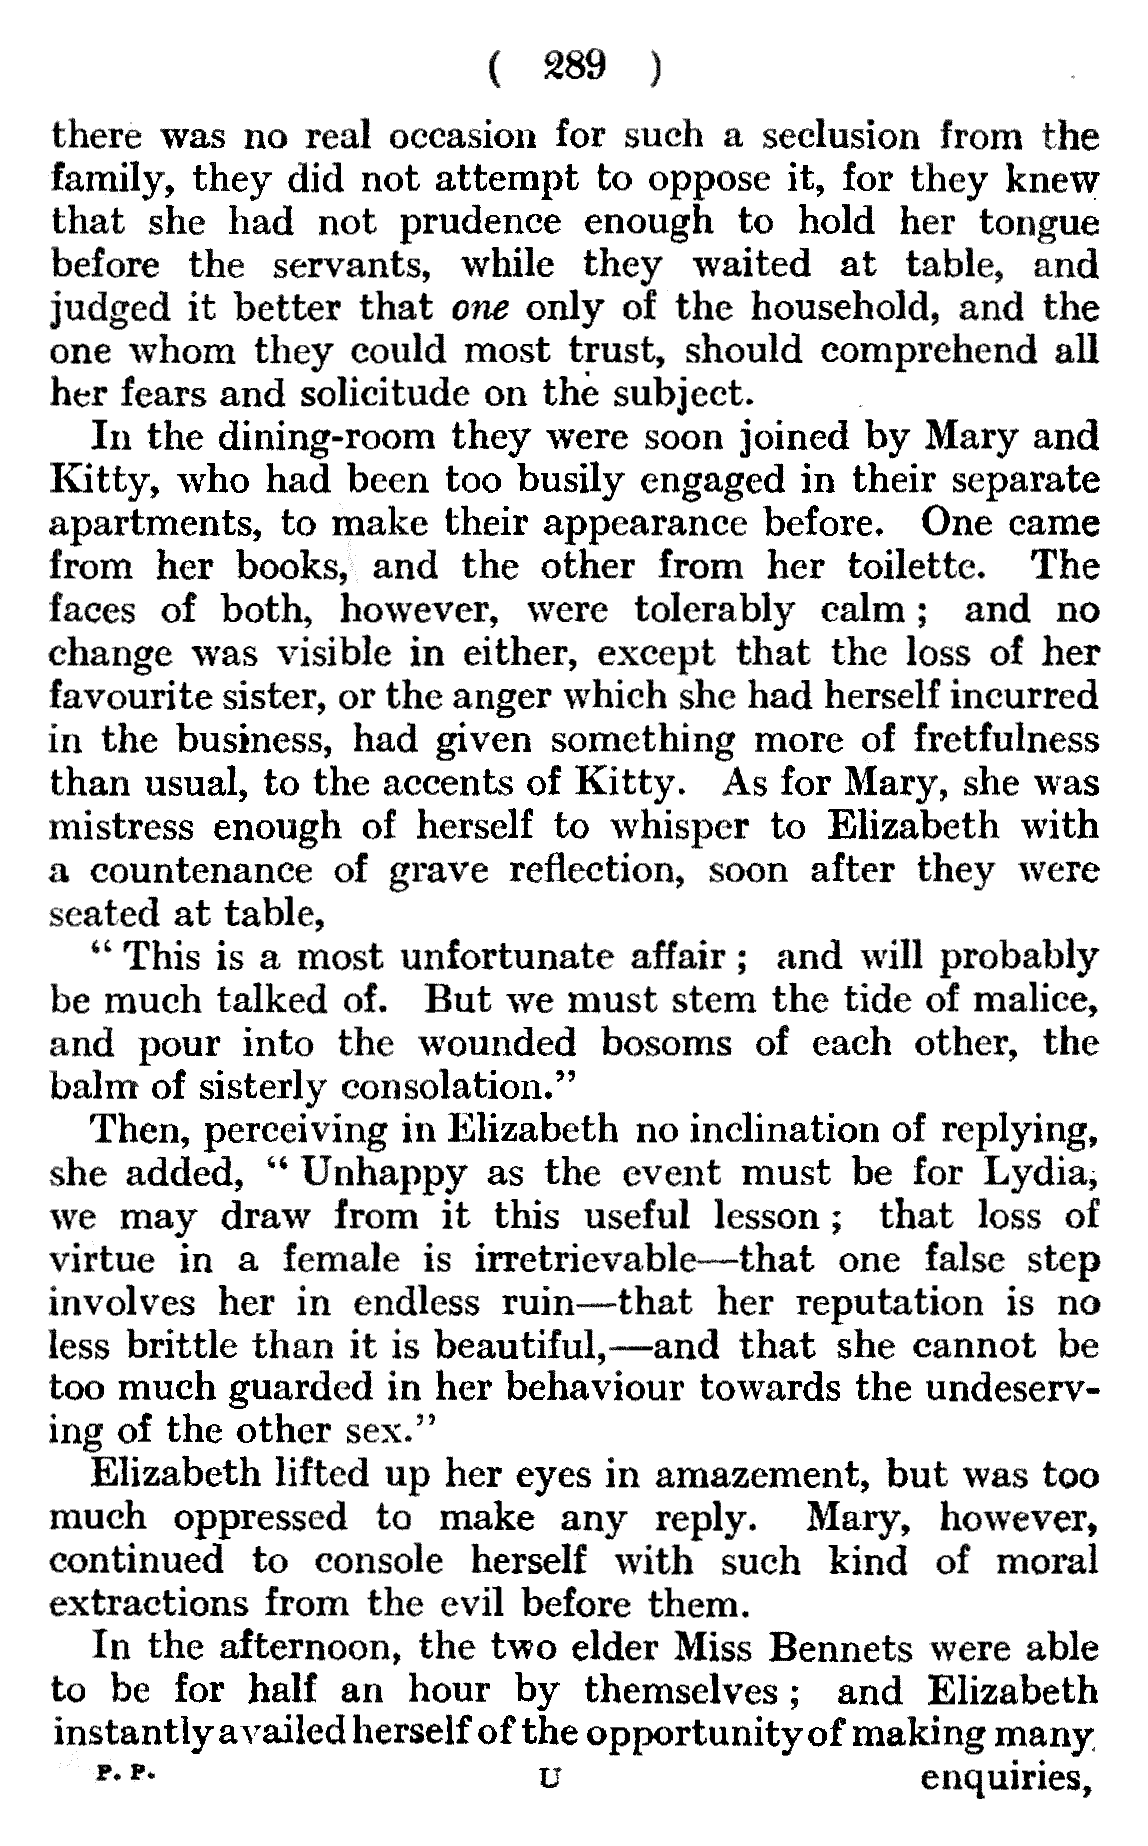 ( 289 )
there was no real occasion for such a seclusion from the
family, they did not attempt to oppose it, for they knew
that she had not prudence enough to hold her tongue
before the servants, while they waited at table, and
judged it better that one only of the household, and the
one whom they could most trust, should comprehend all
her fears and solicitude on the subject.
In the dining-room they were soon joined by Mary and
Kitty, who had been too busily engaged in their separate
apartments, to make their appearance before. One came
from her books, and the other from her toilette. The
faces of both, however, were tolerably calm ; and no
change was visible in either, except that the loss of her
favourite sister, or the anger which she had herself incurred
in the business, had given something more of fretfulness
than usual, to the accents of Kitty. As for Mary, she was
mistress enough of herself to whisper to Elizabeth with
a countenance of grave reflection, soon after they were
seated at table,
“ This is a most unfortunate affair ; and will probably
be much talked of. But we must stem the tide of malice,
and pour into the wounded bosoms of each other, the
balm of sisterly consolation.”
Then, perceiving in Elizabeth no inclination of replying,
she added, “ Unhappy as the event must be for Lydia,
we may draw from it this useful lesson ; that loss of
virtue in a female is irretrievable—that one false step
involves her in endless ruin—that her reputation is no
less brittle than it is beautiful,—and that she cannot be
too much guarded in her behaviour towards the undeserv-
ing of the other sex.”
Elizabeth lifted up her eyes in amazement, but was too
much oppressed to make any reply. Mary, however,
continued to console herself with such kind of moral
extractions from the evil before them.
In the afternoon, the two elder Miss Bennets were able
to be for half an hour by themselves ; and Elizabeth
instantly availed herself of the opportunity of making many
P. P. U enquiries,